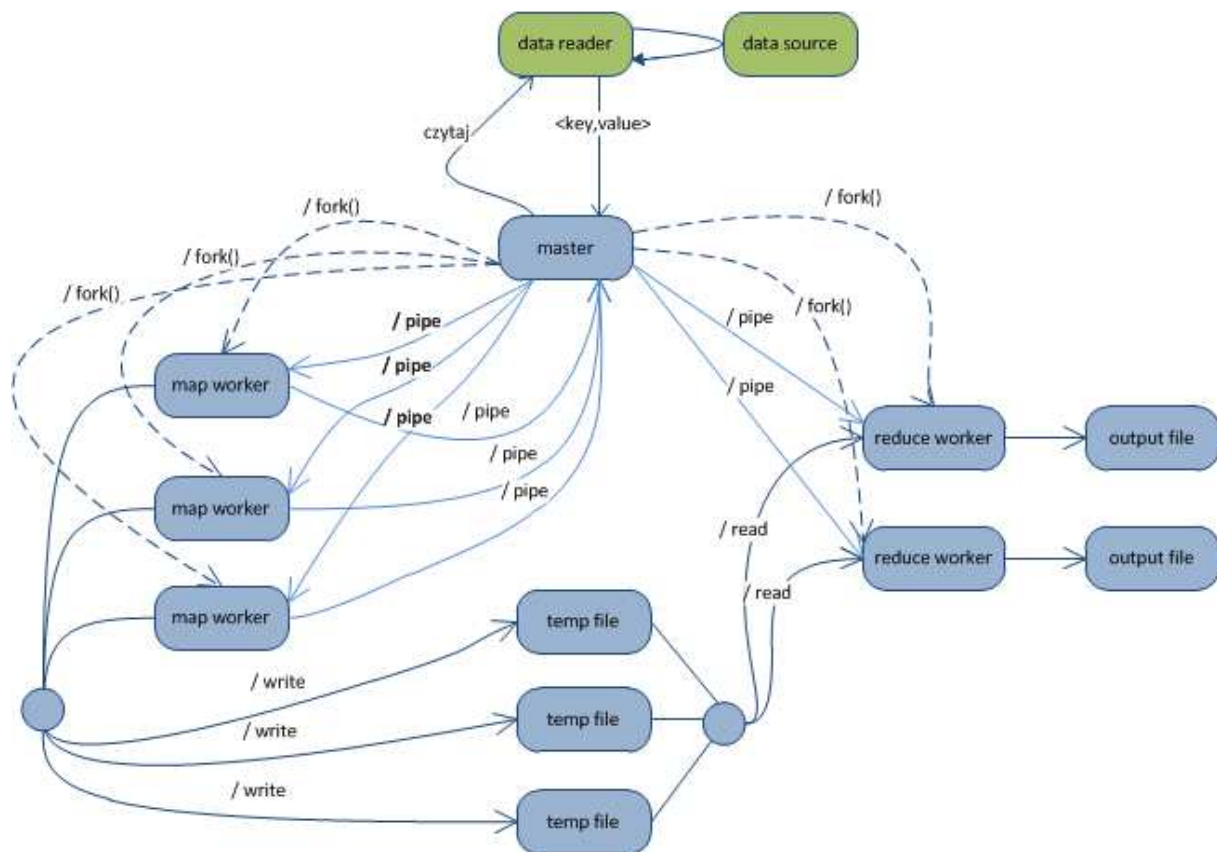 data reader
data source
czytaj
<key,value>
/ fork()
/ fork()
/ fork()
master
/ fork()
/ fork()
/ pipe
/ pipe
/ pipe
/ pipe
/ pipe
/ pipe
/ pipe
/ pipe
map worker
map worker
map worker
reduce worker
output file
reduce worker
output file
/ read
/ read
temp file
temp file
temp file
/ write
/ write
/ write